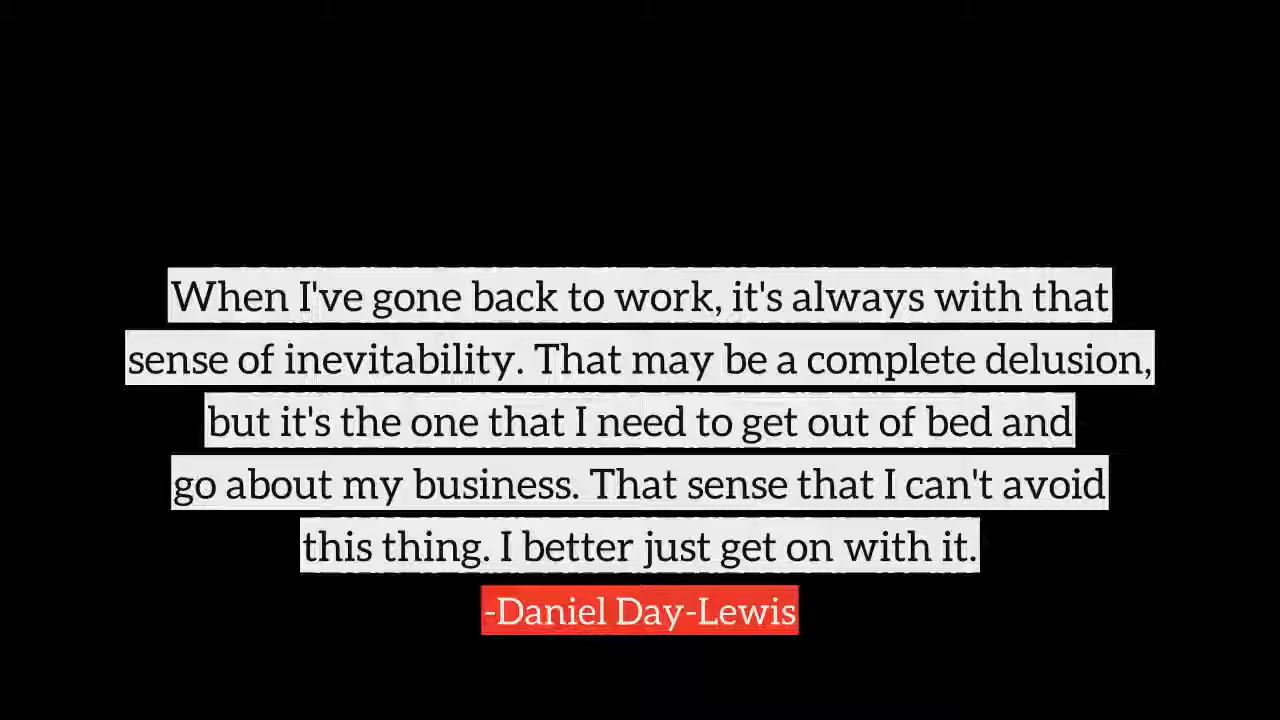 When I've gone back to work, it's always with that
sense of inevitability. That may be a complete delusion,
but it's the one that I need to get out of bed and
go about my business. That sense that I can't avoid
this thing. I better just get on with it.
-Daniel Day-Lewis